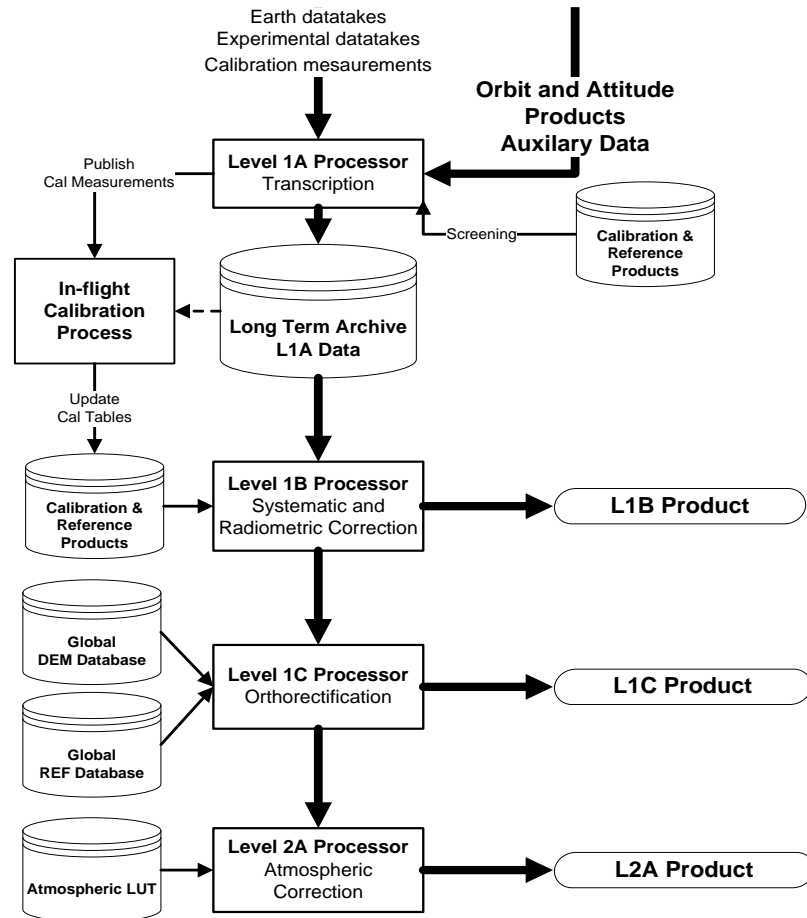 Earth datatakes
Experimental datatakes
Calibration mesaurements
Orbit and Attitude
Products
Auxilary Data
Publish
Cal Measurements
Level 1A Processor
Transcription
Screening
Calibration &
Reference
Products
In-flight
Calibration
Process
Long Term Archive
L1A Data
Update
Cal Tables
Calibration &
Reference
Products
Level 1B Processor
Systematic and
Radiometric Correction
L1B Product
Global
DEM Database
Level 1C Processor
Orthorectification
L1C Product
Global
REF Database
Atmospheric LUT
Level 2A Processor
Atmospheric
Correction
L2A Product